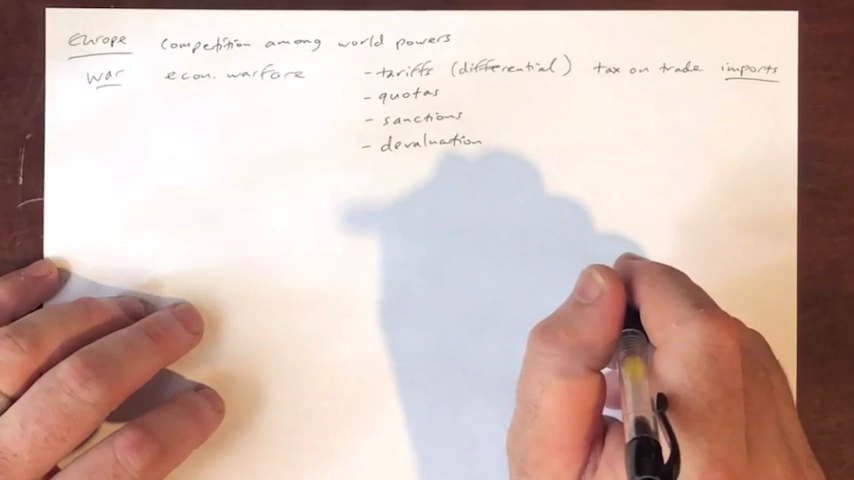 Europe competition among world powers
war econ. warfare - tariffs (differential) tax on trade imports
- quotas
- sanctions
- devaluation